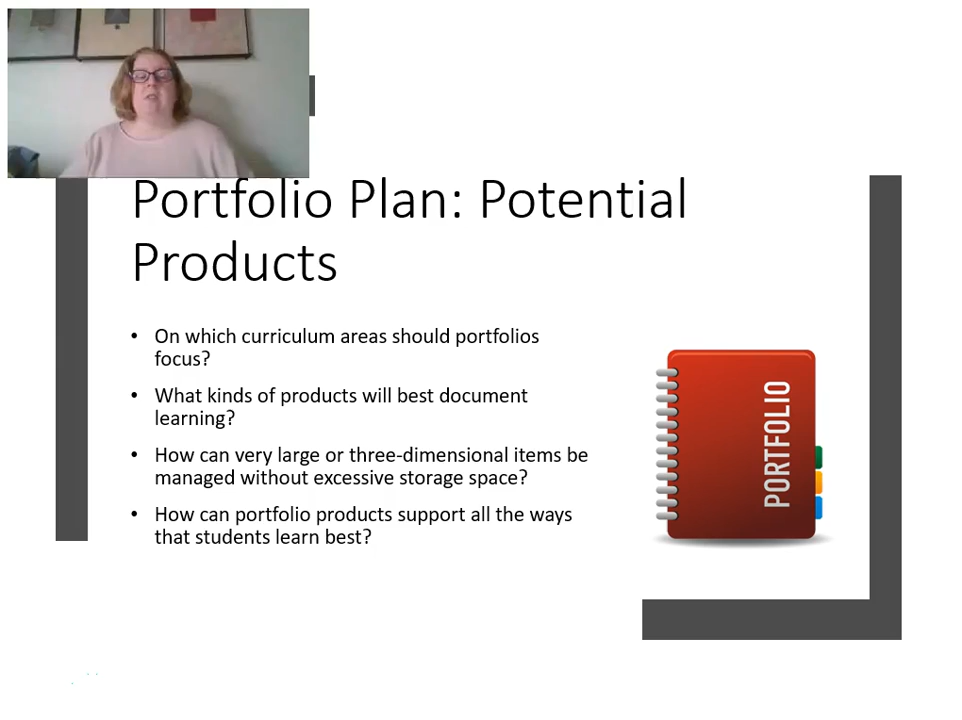 Portfolio Plan: Potential
Products
• On which curriculum areas should portfolios
focus?
• What kinds of products will best document
learning?
• How can very large or three-dimensional items be
managed without excessive storage space?
• How can portfolio products support all the ways
that students learn best?
PORTFOLIO